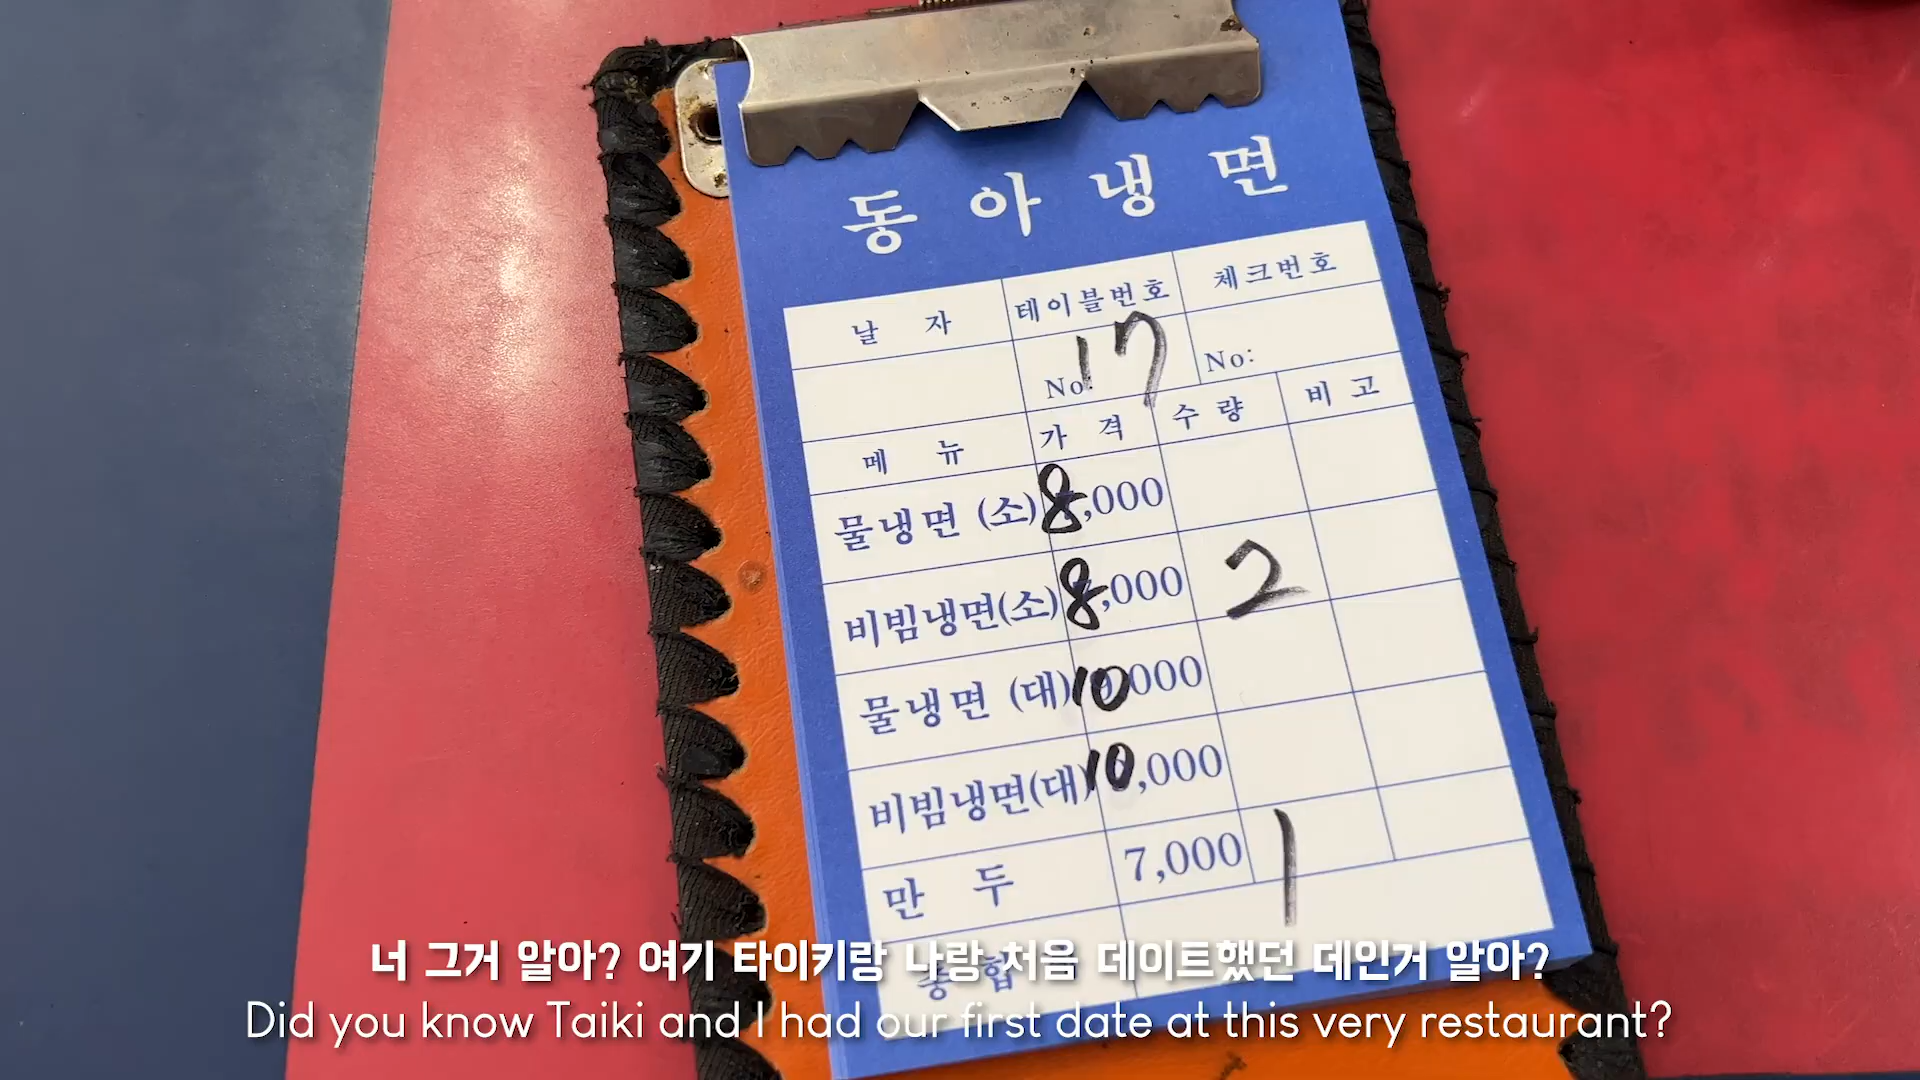 동아냉면
날 자 테이블번호 체크번호
No: 17 No:
메 뉴 가 격 수 량 비 고
물냉면 (소) 8,000
비빔냉면(소) 8,000 2
물냉면 (대) 10,000
비빔냉면(대) 10,000
만 두 7,000 1
총 합
너 그거 알아? 여기 타이키랑 나랑 처음 데이트했던 데인거 알아?
Did you know Taiki and I had our first date at this very restaurant?